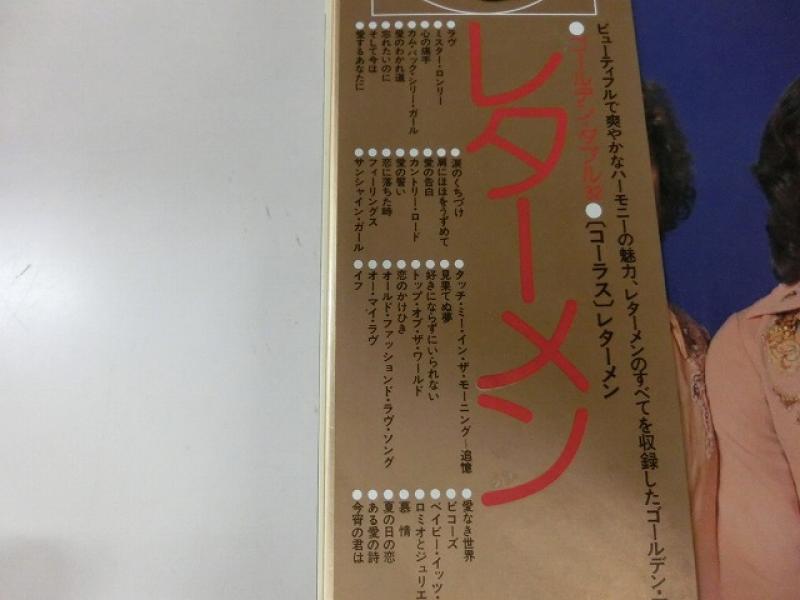 ビューティフルで爽やかなハーモニーの魅力、レターメンのすべてを収録したゴールデン・
●ゴールデン・ダブル32●〔コーラス〕レターメン
レターメン
●ラヴ
●ミスター・ロンリー
●心の痛手
●カム・バック・シリー・ガール
●愛のわかれ道
●忘れたいのに
●そして今は
●愛するあなたに
●涙のくちづけ
●肩にほほをうずめて
●愛の告白
●カントリー・ロード
●愛の誓い
●恋に落ちた時
●フィーリングス
●サンシャイン・ガール
●タッチ・ミー・イン・ザ・モーニング―追憶
●見果てぬ夢
●好きにならずにいられない
●トップ・オブ・ザ・ワールド
●恋のかけひき
●オールド・ファッションド・ラヴ・ソング
●オー・マイ・ラヴ
●イフ
●愛なき世界
●ビコーズ
●ベイビー・イッツ・
●ロミオとジュリエ
●慕情
●夏の日の恋
●ある愛の詩
●今宵の君は